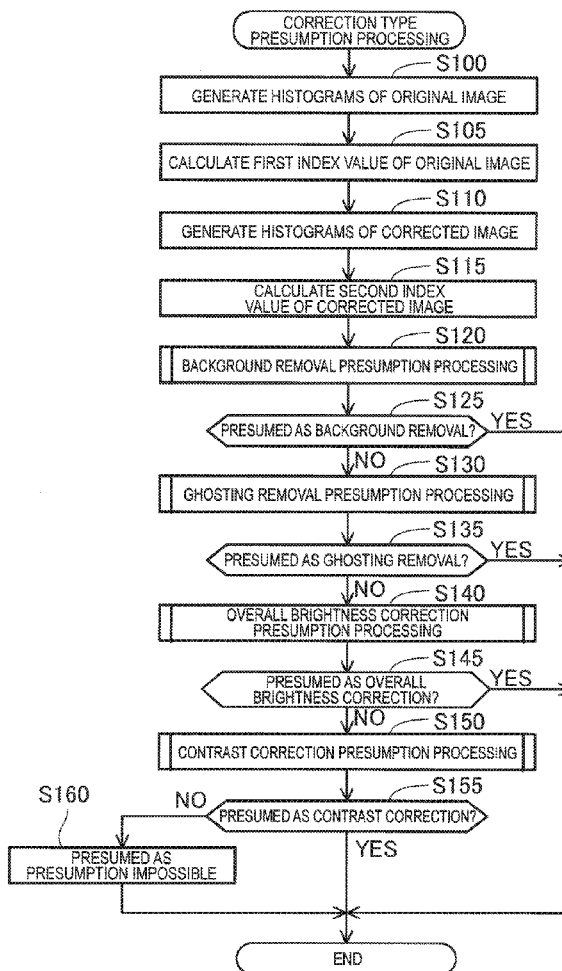 CORRECTION TYPE
PRESUMPTION PROCESSING
S100
GENERATE HISTOGRAMS OF ORIGINAL IMAGE
S105
CALCULATE FIRST INDEX VALUE OF ORIGINAL IMAGE
S110
GENERATE HISTOGRAMS OF CORRECTED IMAGE
S115
CALCULATE SECOND INDEX
VALUE OF CORRECTED IMAGE
S120
BACKGROUND REMOVAL PRESUMPTION PROCESSING
S125
PRESUMED AS BACKGROUND REMOVAL?
YES
NO
S130
GHOSTING REMOVAL PRESUMPTION PROCESSING
S135
PRESUMED AS GHOSTING REMOVAL?
YES
NO
S140
OVERALL BRIGHTNESS CORRECTION
PRESUMPTION PROCESSING
S145
PRESUMED AS OVERALL
BRIGHTNESS CORRECTION?
YES
NO
S150
CONTRAST CORRECTION PRESUMPTION PROCESSING
S155
PRESUMED AS CONTRAST CORRECTION?
NO
YES
S160
PRESUMED AS
PRESUMPTION IMPOSSIBLE
END